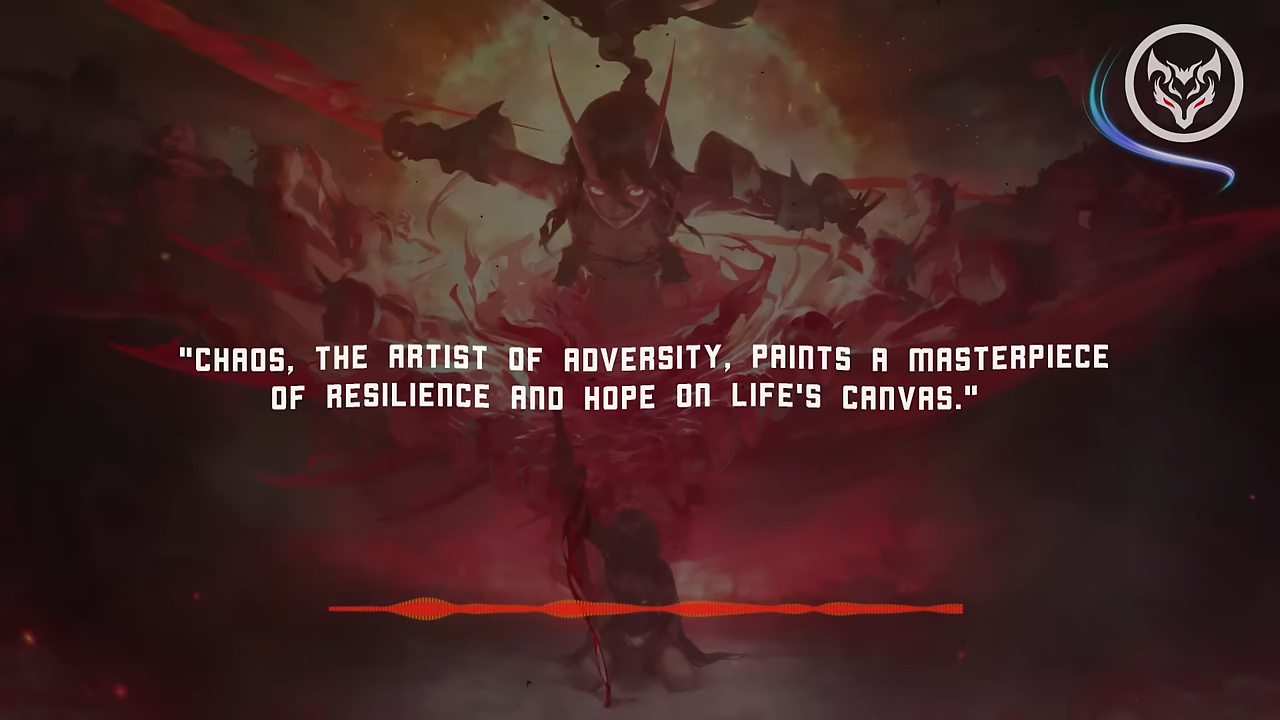 "CHAOS, THE ARTIST OF ADVERSITY, PAINTS A MASTERPIECE
OF RESILIENCE AND HOPE ON LIFE'S CANVAS."